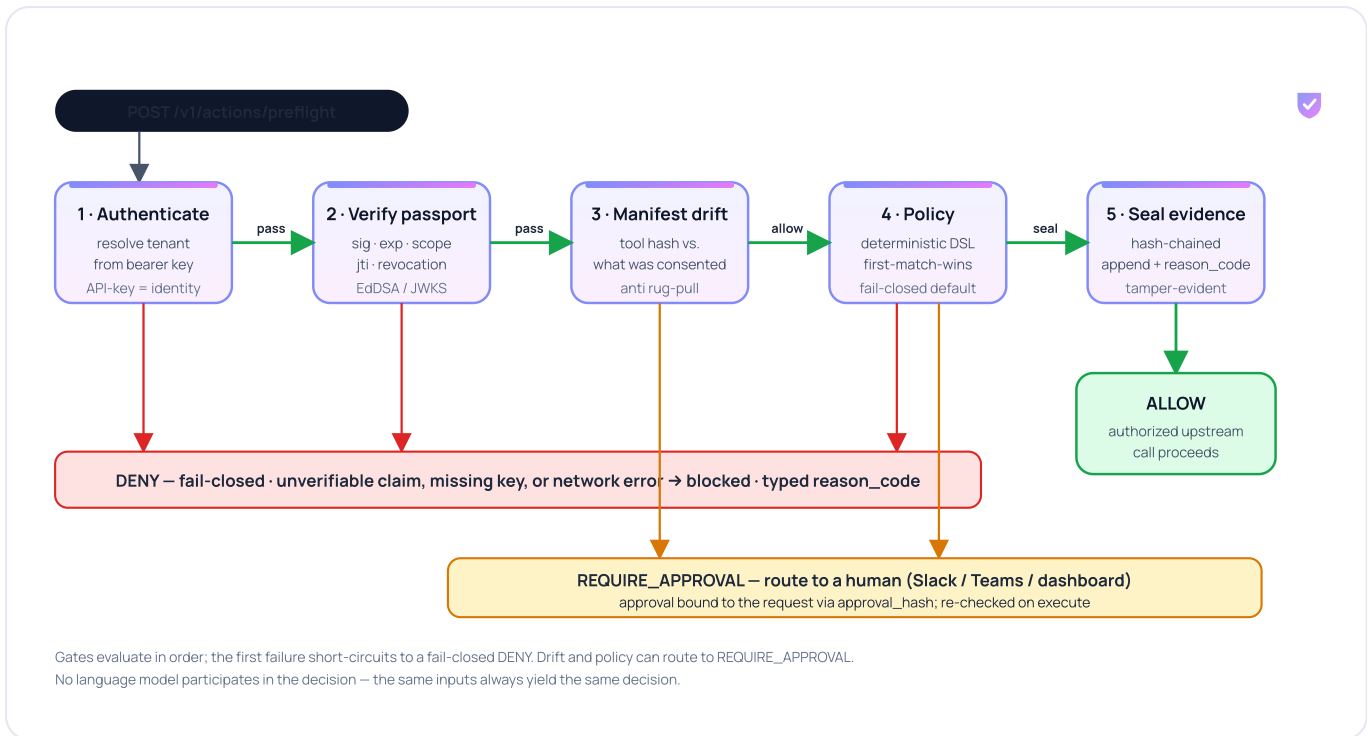 POST /v1/actions/preflight
1 · Authenticate
resolve tenant
from bearer key
API-key = identity
pass
2 · Verify passport
sig · exp · scope
jti · revocation
EdDSA / JWKS
pass
3 · Manifest drift
tool hash vs.
what was consented
anti rug-pull
allow
4 · Policy
deterministic DSL
first-match-wins
fail-closed default
seal
5 · Seal evidence
hash-chained
append + reason_code
tamper-evident
ALLOW
authorized upstream
call proceeds
DENY — fail-closed · unverifiable claim, missing key, or network error → blocked · typed reason_code
REQUIRE_APPROVAL — route to a human (Slack / Teams / dashboard)
approval bound to the request via approval_hash; re-checked on execute
Gates evaluate in order; the first failure short-circuits to a fail-closed DENY. Drift and policy can route to REQUIRE_APPROVAL.
No language model participates in the decision — the same inputs always yield the same decision.